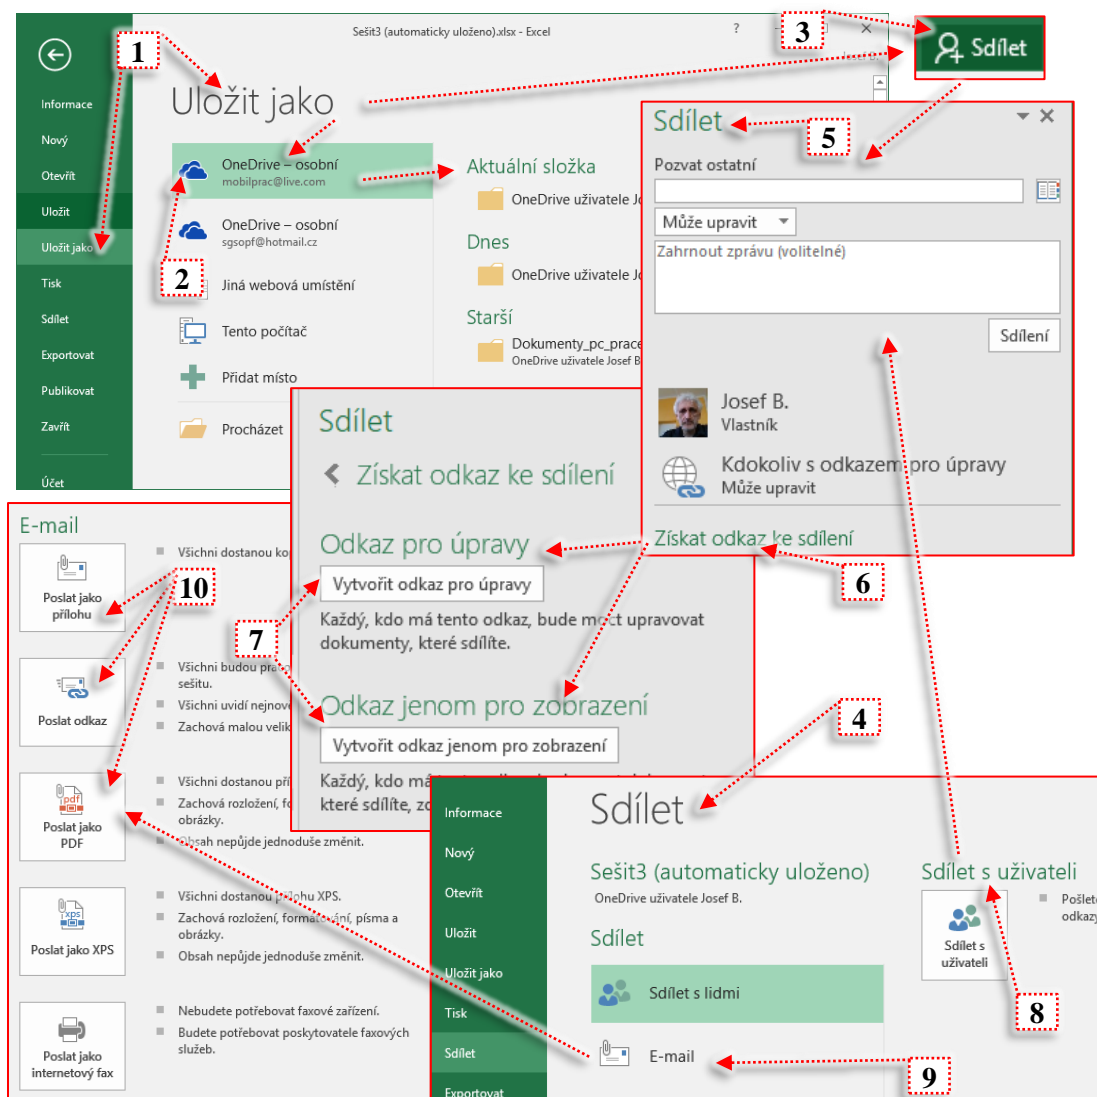 Sešit3 (automaticky uloženo).xlsx - Excel
?
Josef B.
1
3
Sdílet
Informace
Nový
Otevřít
Uložit
Uložit jako
Tisk
Sdílet
Exportovat
Publikovat
Zavřít
Účet
Uložit jako
OneDrive – osobní
mobilprac@live.com
OneDrive – osobní
sgsopf@hotmail.cz
2
Jiná webová umístění
Tento počítač
Přidat místo
Procházet
Aktuální složka
OneDrive uživatele
Dnes
OneDrive uživatele
Starší
Dokumenty_pc_prace
OneDrive uživatele Josef B
Sdílet
5
Pozvat ostatní
Může upravit
Zahrnout zprávu (volitelné)
Sdílení
Josef B.
Vlastník
Kdokoliv s odkazem pro úpravy
Může upravit
Získat odkaz ke sdílení
6
Sdílet
Získat odkaz ke sdílení
Odkaz pro úpravy
Vytvořit odkaz pro úpravy
Každý, kdo má tento odkaz, bude moct upravovat
dokumenty, které sdílíte.
7
Odkaz jenom pro zobrazení
Vytvořit odkaz jenom pro zobrazení
Každý, kdo má
které sdílíte,
E-mail
10
Poslat jako
přílohu
Všichni dostanou
Poslat odkaz
Všichni budou
sešitu.
Všichni uvidí
Zachová malou
Poslat jako
PDF
Všichni dostanou
Zachová rozložení,
obrázky.
Obsah nepůjde jednoduše změnit.
Poslat jako XPS
Všichni dostanou přílohu XPS.
Zachová rozložení, formátování, písma a
obrázky.
Obsah nepůjde jednoduše změnit.
Poslat jako
internetový fax
Nebudete potřebovat faxové zařízení.
Budete potřebovat poskytovatele faxových
služeb.
4
Informace
Nový
Otevřít
Uložit
Uložit jako
Tisk
Sdílet
Exportovat
Sdílet
Sešit3 (automaticky uloženo)
OneDrive uživatele Josef B.
Sdílet
Sdílet s lidmi
E-mail
9
Sdílet s uživateli
Sdílet s
uživateli
8